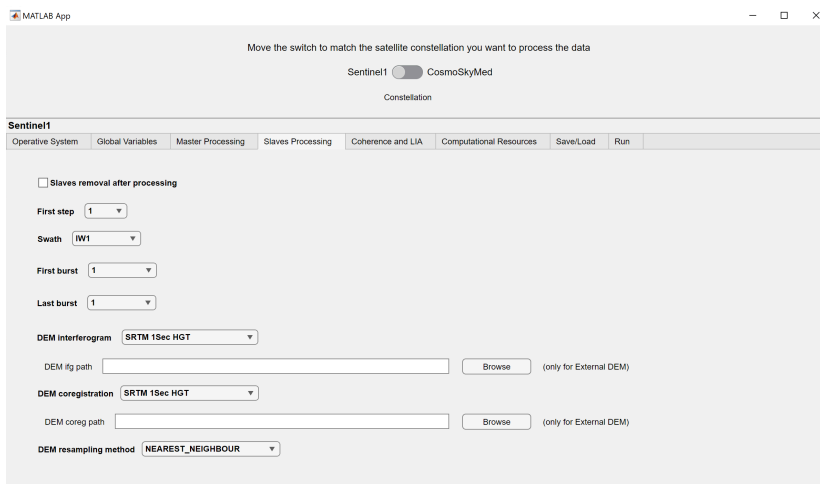 MATLAB App
Move the switch to match the satellite constellation you want to process the data
Sentinel1 CosmoSkyMed
Constellation
Sentinel1
Operative System Global Variables Master Processing Slaves Processing Coherence and LIA Computational Resources Save/Load Run
Slaves removal after processing
First step 1
Swath IW1
First burst 1
Last burst 1
DEM interferogram SRTM 1Sec HGT
DEM ifg path Browse (only for External DEM)
DEM coregistration SRTM 1Sec HGT
DEM coreg path Browse (only for External DEM)
DEM resampling method NEAREST_NEIGHBOUR